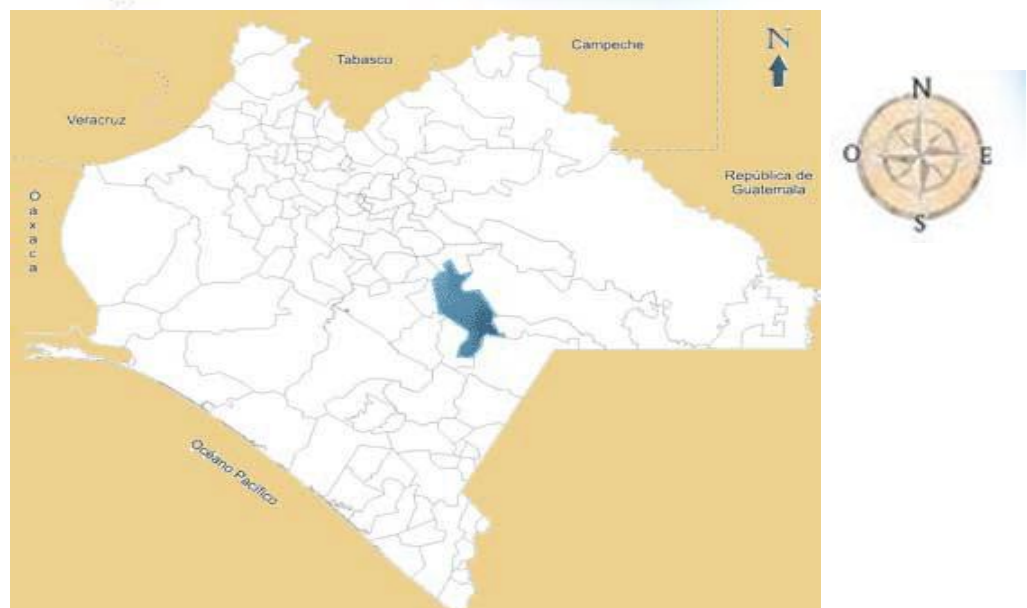 Campeche
Tabasco
N
Veracruz
República de
Guatemala
Oaxaca
Océano Pacífico
N
O
E
S